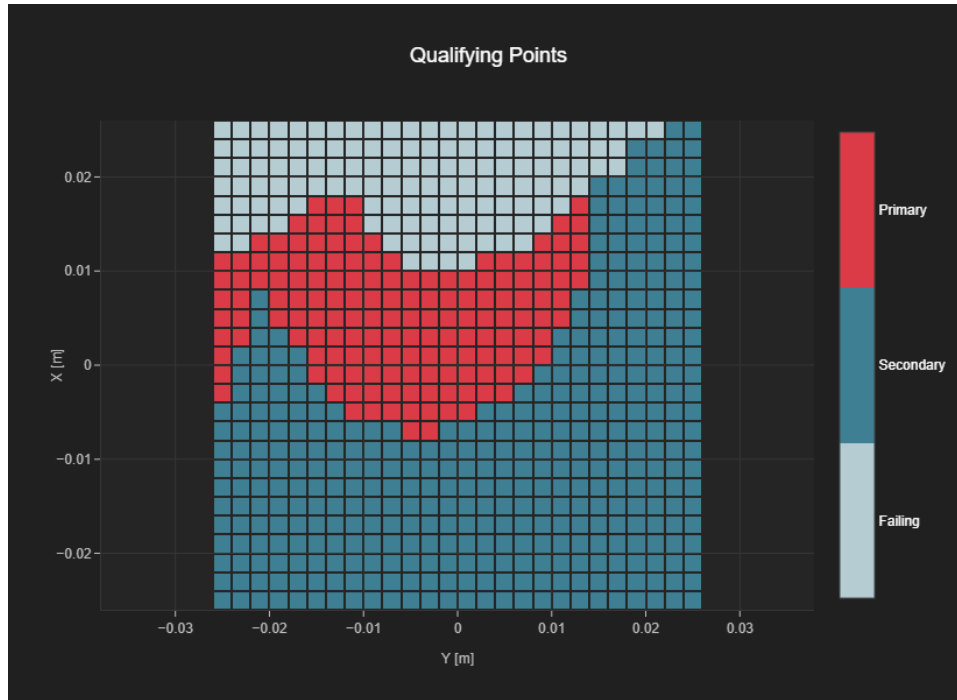 Qualifying Points
0.02
0.01
0
−0.01
−0.02
X [m]
−0.03
−0.02
−0.01
0
0.01
0.02
0.03
Y [m]
Primary
Secondary
Failing